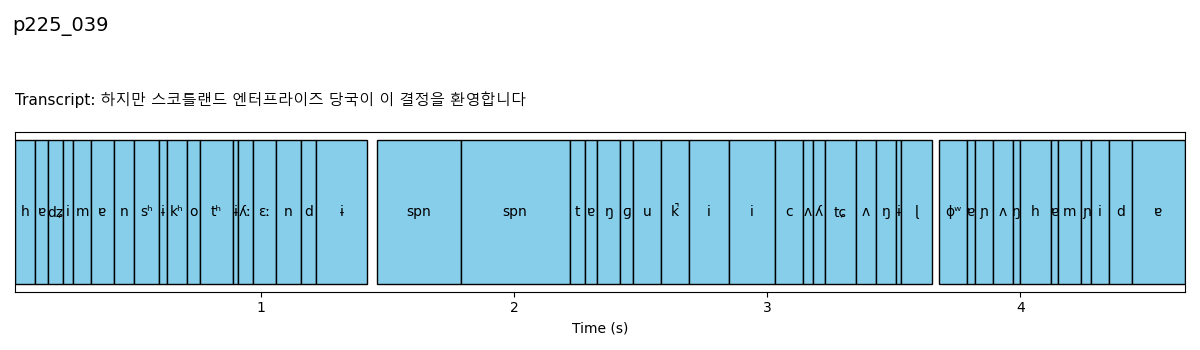 p225_039
Transcript: 하지만 스코틀랜드 엔터프라이즈 당국이 이 결정을 환영합니다
h ɐ dʑ i m ɐ n sʰ ɨ kʰ o tʰ ɨ ʎː ɛː n d ɨ spn spn t ɐ ŋ ɡ u k̚ i i c ʌ ʎ tɕ ʌ ŋ ɨ ɭ ɸʷ ɐ ɲ ʌ ŋ h ɐ m ɲ i d ɐ
1 2 3 4
Time (s)